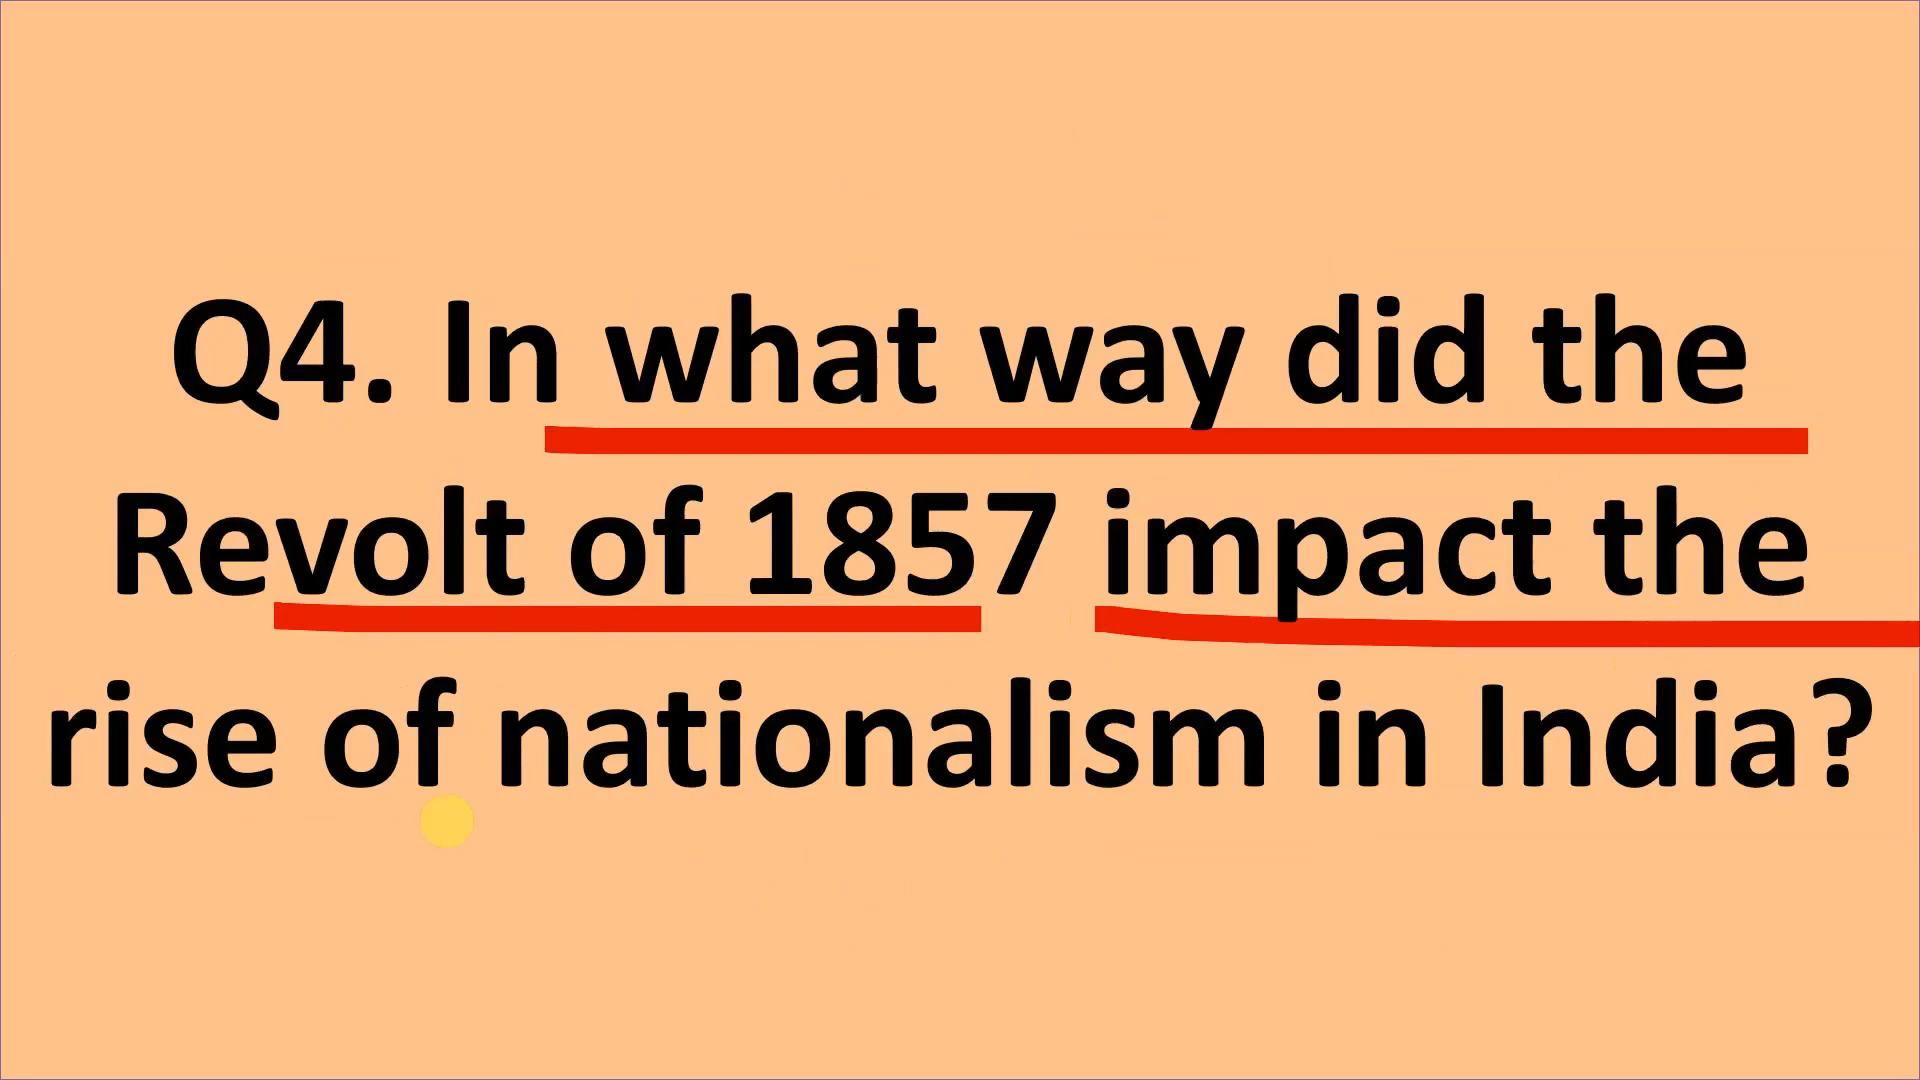 Q4. In what way did the
Revolt of 1857 impact the
rise of nationalism in India?